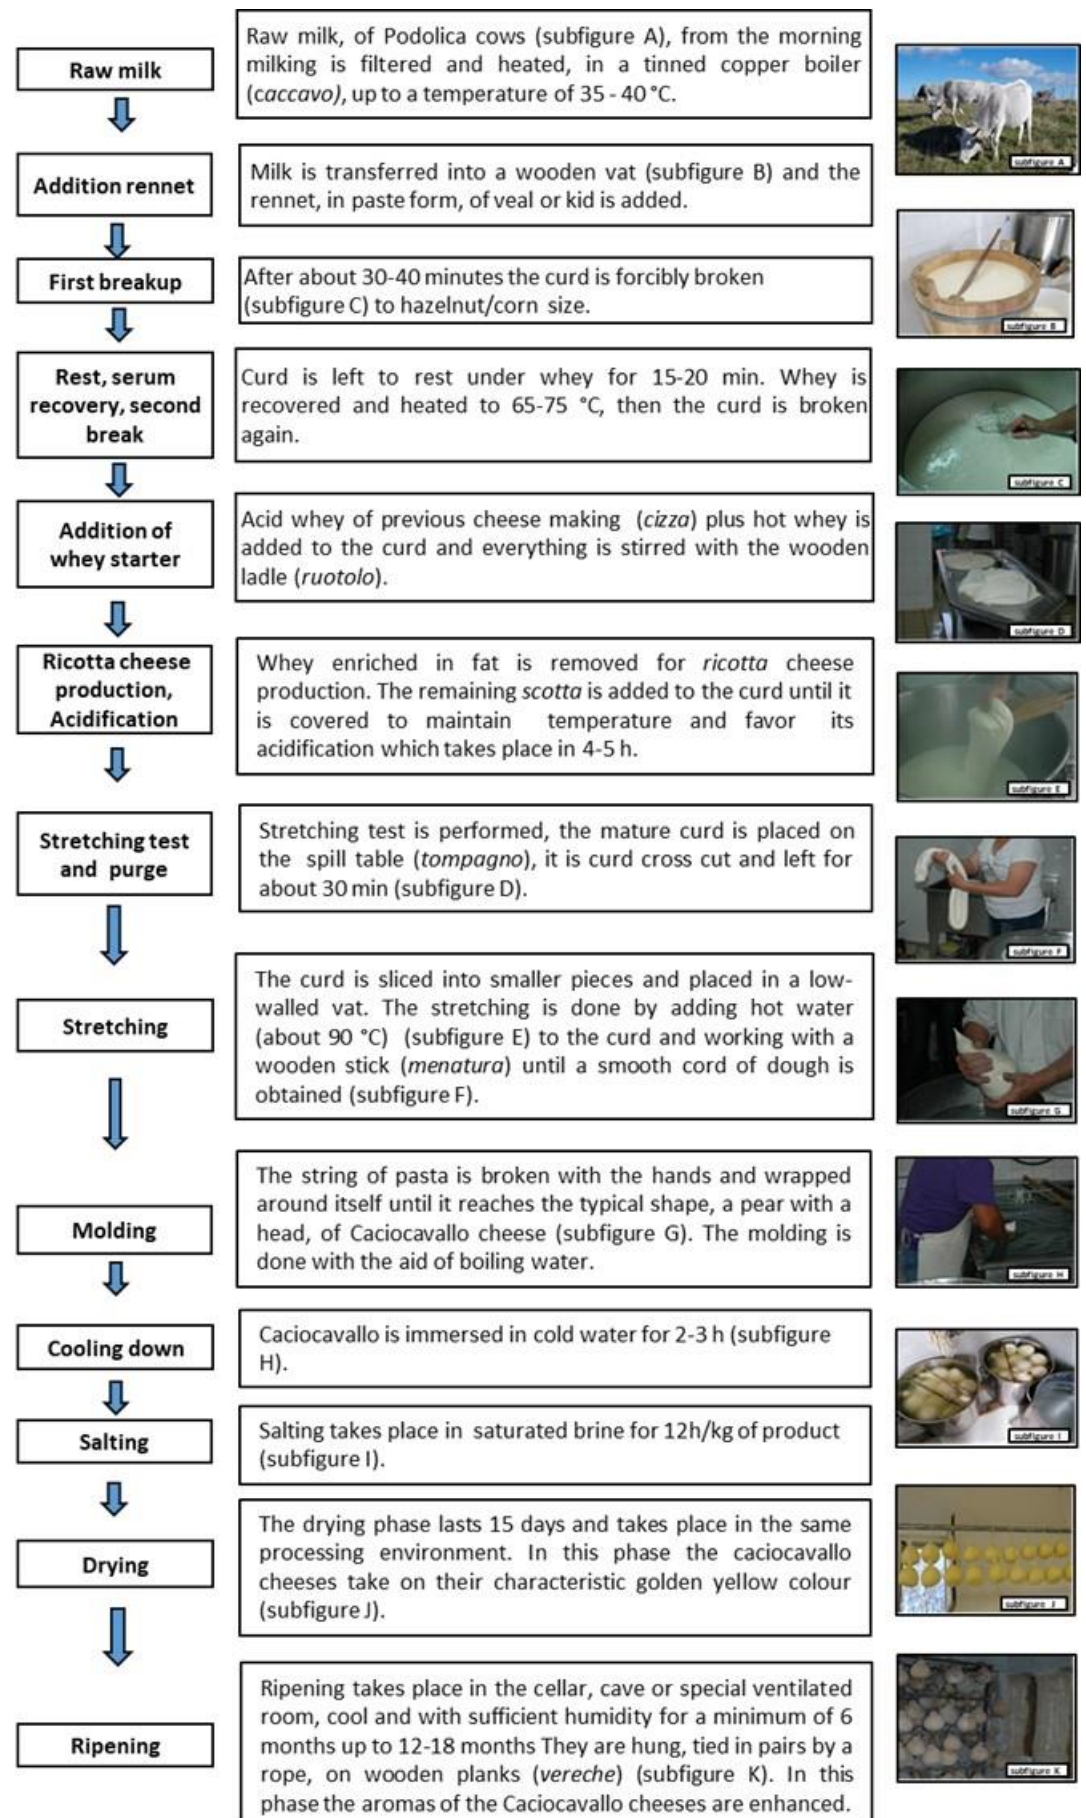 Raw milk
Raw milk, of Podolica cows (subfigure A), from the morning
milking is filtered and heated, in a tinned copper boiler
(caccavo), up to a temperature of 35 - 40 °C.
subfigure A
Addition rennet
Milk is transferred into a wooden vat (subfigure B) and the
rennet, in paste form, of veal or kid is added.
subfigure B
First breakup
After about 30-40 minutes the curd is forcibly broken
(subfigure C) to hazelnut/corn size.
Rest, serum
recovery, second
break
Curd is left to rest under whey for 15-20 min. Whey is
recovered and heated to 65-75 °C, then the curd is broken
again.
subfigure C
Addition of
whey starter
Acid whey of previous cheese making (cizza) plus hot whey is
added to the curd and everything is stirred with the wooden
ladle (ruotolo).
subfigure D
Ricotta cheese
production,
Acidification
Whey enriched in fat is removed for ricotta cheese
production. The remaining scotta is added to the curd until it
is covered to maintain temperature and favor its
acidification which takes place in 4-5 h.
subfigure E
Stretching test
and purge
Stretching test is performed, the mature curd is placed on
the spill table (tompagno), it is curd cross cut and left for
about 30 min (subfigure D).
subfigure F
Stretching
The curd is sliced into smaller pieces and placed in a low-
walled vat. The stretching is done by adding hot water
(about 90 °C) (subfigure E) to the curd and working with a
wooden stick (menatura) until a smooth cord of dough is
obtained (subfigure F).
subfigure G
Molding
The string of pasta is broken with the hands and wrapped
around itself until it reaches the typical shape, a pear with a
head, of Caciocavallo cheese (subfigure G). The molding is
done with the aid of boiling water.
subfigure H
Cooling down
Caciocavallo is immersed in cold water for 2-3 h (subfigure
H).
subfigure I
Salting
Salting takes place in saturated brine for 12h/kg of product
(subfigure I).
Drying
The drying phase lasts 15 days and takes place in the same
processing environment. In this phase the caciocavallo
cheeses take on their characteristic golden yellow colour
(subfigure J).
subfigure J
Ripening
Ripening takes place in the cellar, cave or special ventilated
room, cool and with sufficient humidity for a minimum of 6
months up to 12-18 months They are hung, tied in pairs by a
rope, on wooden planks (vereche) (subfigure K). In this
phase the aromas of the Caciocavallo cheeses are enhanced.
subfigure K